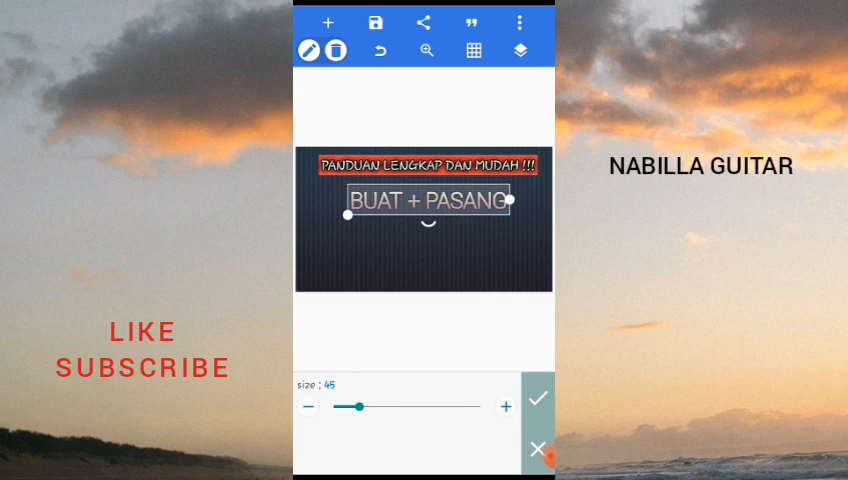 PANDUAN LENGKAP DAN MUDAH !!!
NABILLA GUITAR
BUAT + PASANG
LIKE
SUBSCRIBE
size : 45